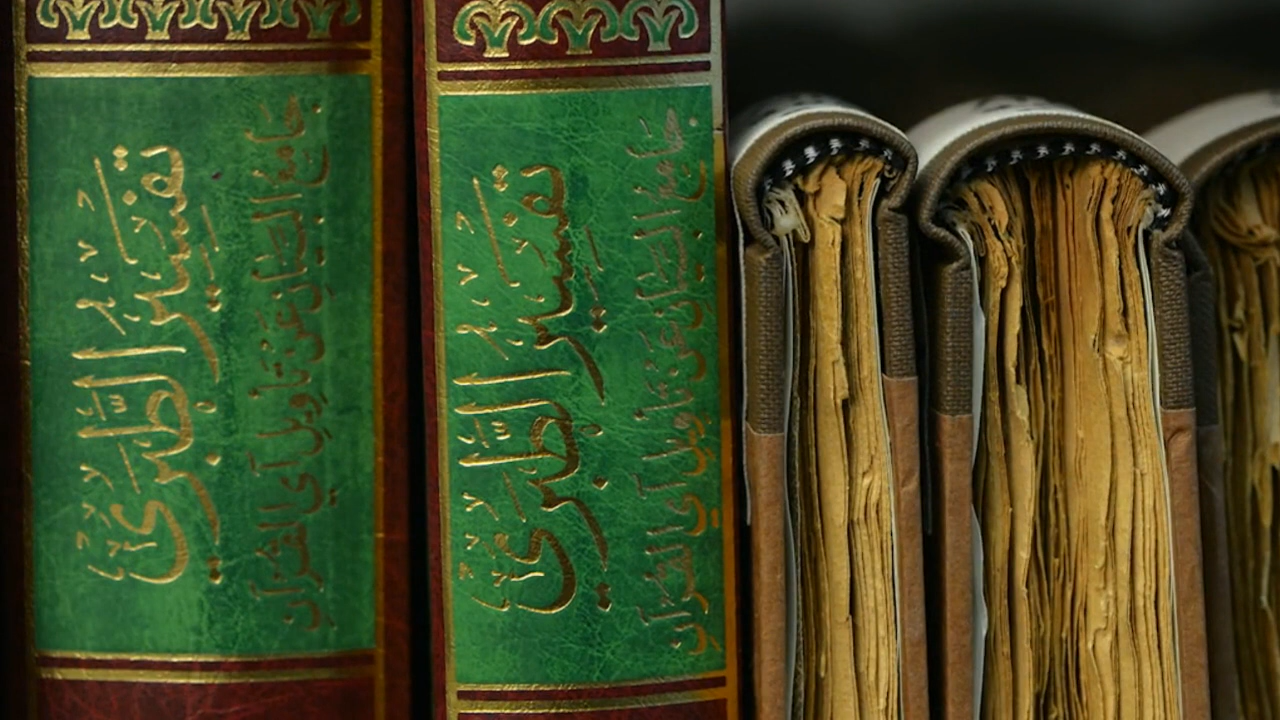 تفسير الطبري
جامع البيان عن تأويل آي القرآن
تفسير الطبري
جامع البيان عن تأويل آي القرآن